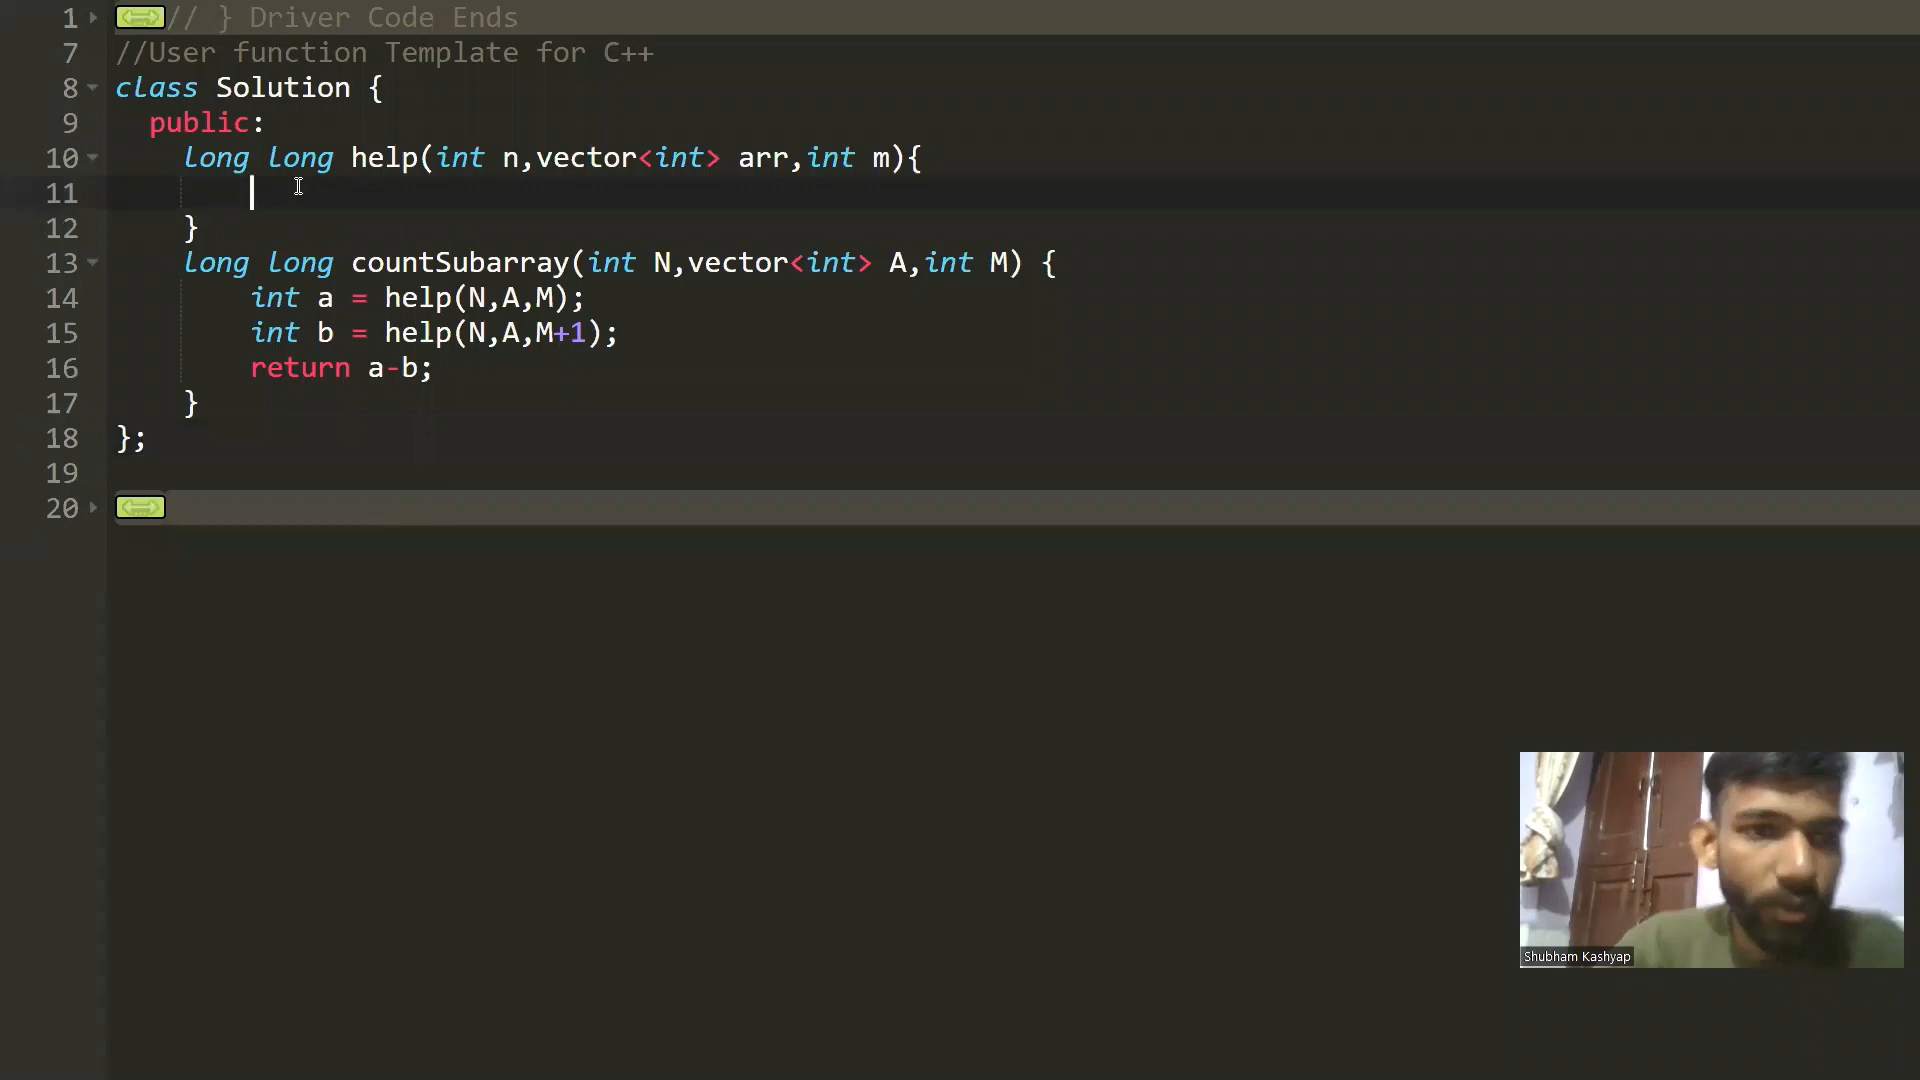 1 // } Driver Code Ends
7 //User function Template for C++
8 class Solution {
9 public:
10 long long help(int n,vector<int> arr,int m){
11
12 }
13 long long countSubarray(int N,vector<int> A,int M) {
14 int a = help(N,A,M);
15 int b = help(N,A,M+1);
16 return a-b;
17 }
18 };
19
20
Shubham Kashyap